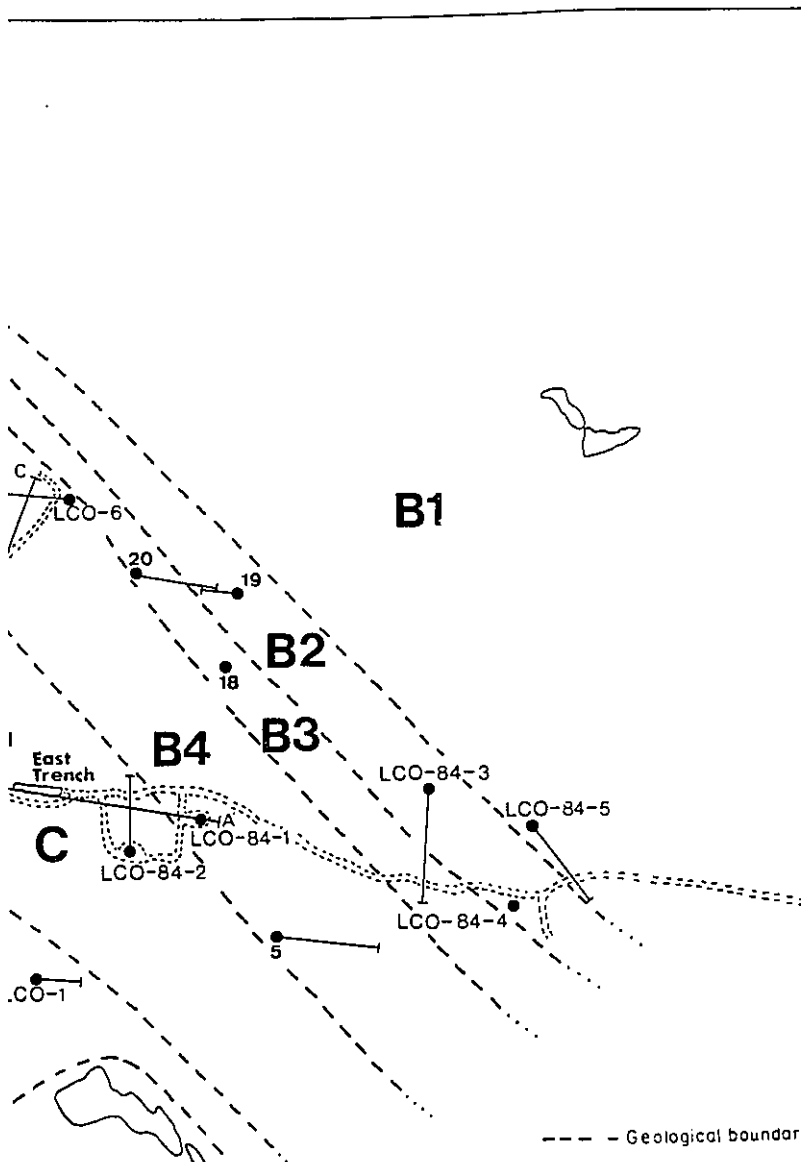 C
LCO-6
B1
20
19
B2
18
B4
B3
East
Trench
LCO-84-3
LCO-84-5
A
LCO-84-1
C
LCO-84-2
LCO-84-4
5
CO-1
Geological boundar